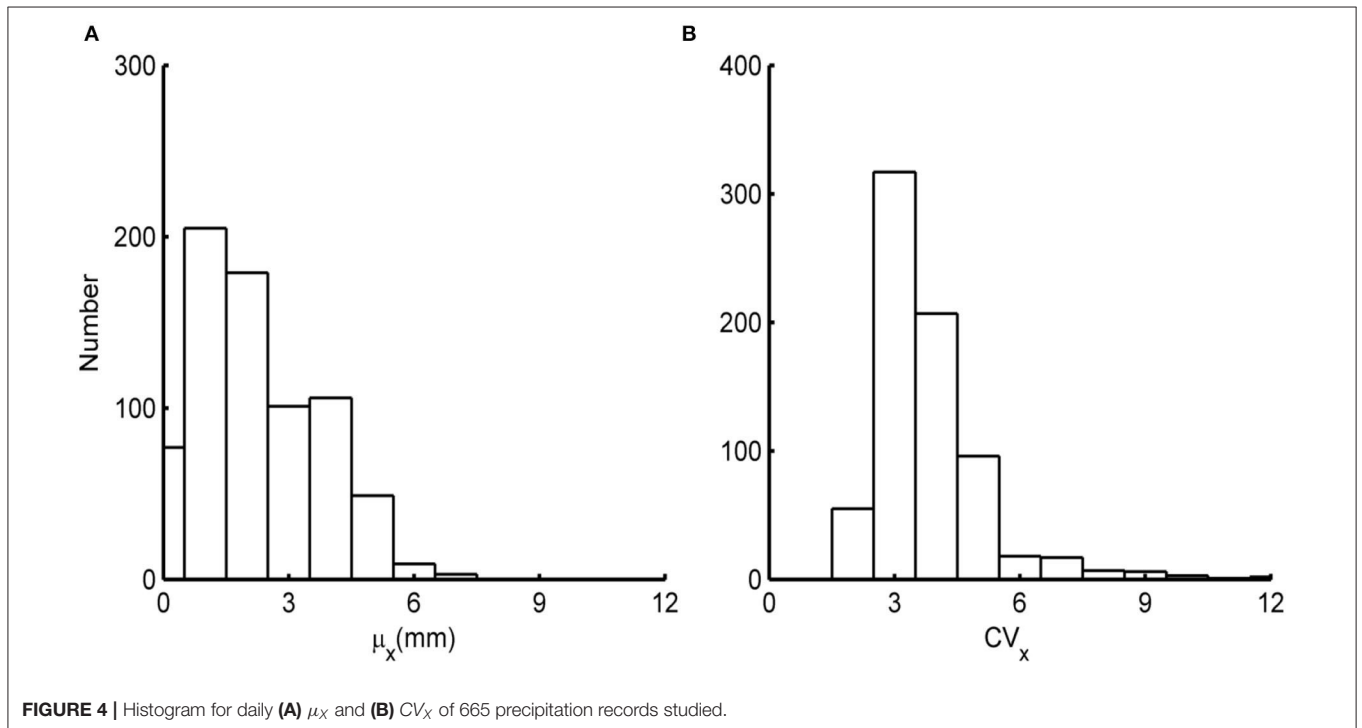 A
B
300
200
100
0
Number
0 3 6 9 12
μx(mm)
400
300
200
100
0
0 3 6 9 12
CVx
FIGURE 4 | Histogram for daily (A) μX and (B) CVX of 665 precipitation records studied.